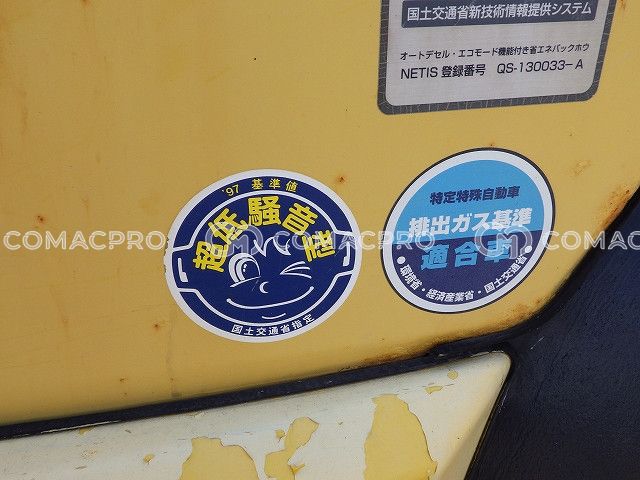 国土交通省新技術情報提供システム
オートデセル・エコモード機能付き省エネバックホウ
NETIS 登録番号 QS-130033-A
'97 基準値
超低騒音型
国土交通省指定
特定特殊自動車
排出ガス基準
適合車
●環境省・経済産業省・国土交通省●
COMACPRO
COMACPRO
COMAC